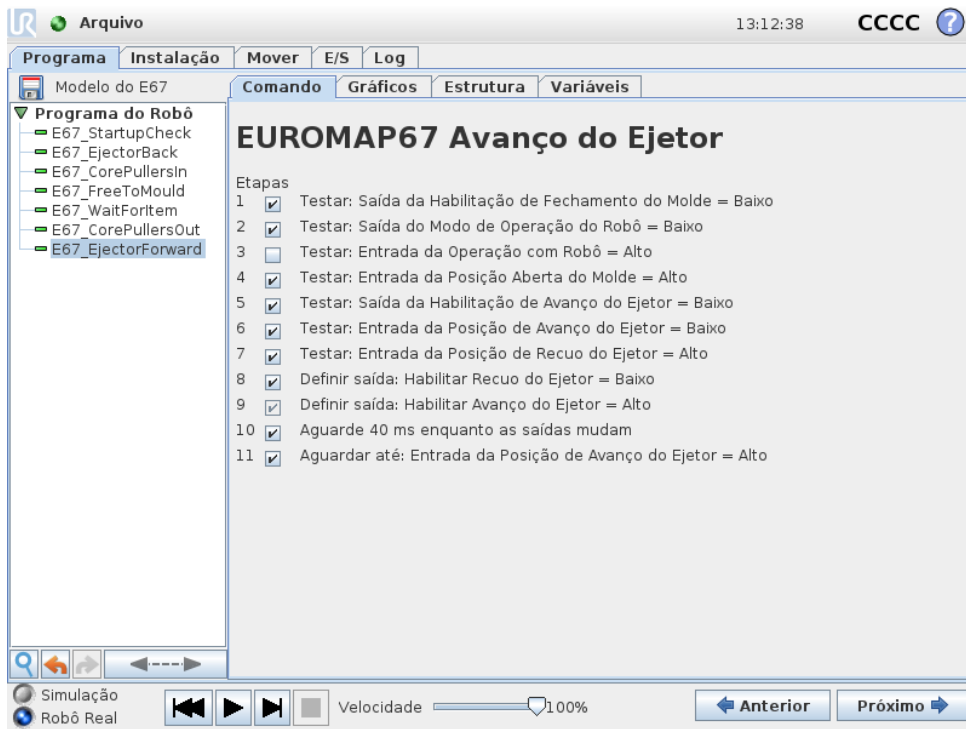 UR Arquivo 13:12:38 CCCC ?
Programa Instalação Mover E/S Log
Modelo do E67
Comando Gráficos Estrutura Variáveis
Programa do Robô
E67_StartupCheck
E67_EjectorBack
E67_CorePullersIn
E67_FreeToMould
E67_WaitForItem
E67_CorePullersOut
E67_EjectorForward
EUROMAP67 Avanço do Ejetor
Etapas
1 Testar: Saída da Habilitação de Fechamento do Molde = Baixo
2 Testar: Saída do Modo de Operação do Robô = Baixo
3 Testar: Entrada da Operação com Robô = Alto
4 Testar: Entrada da Posição Aberta do Molde = Alto
5 Testar: Saída da Habilitação de Avanço do Ejetor = Baixo
6 Testar: Entrada da Posição de Avanço do Ejetor = Baixo
7 Testar: Entrada da Posição de Recuo do Ejetor = Alto
8 Definir saída: Habilitar Recuo do Ejetor = Baixo
9 Definir saída: Habilitar Avanço do Ejetor = Alto
10 Aguarde 40 ms enquanto as saídas mudam
11 Aguardar até: Entrada da Posição de Avanço do Ejetor = Alto
Simulação
Robô Real
Velocidade 100%
Anterior Próximo